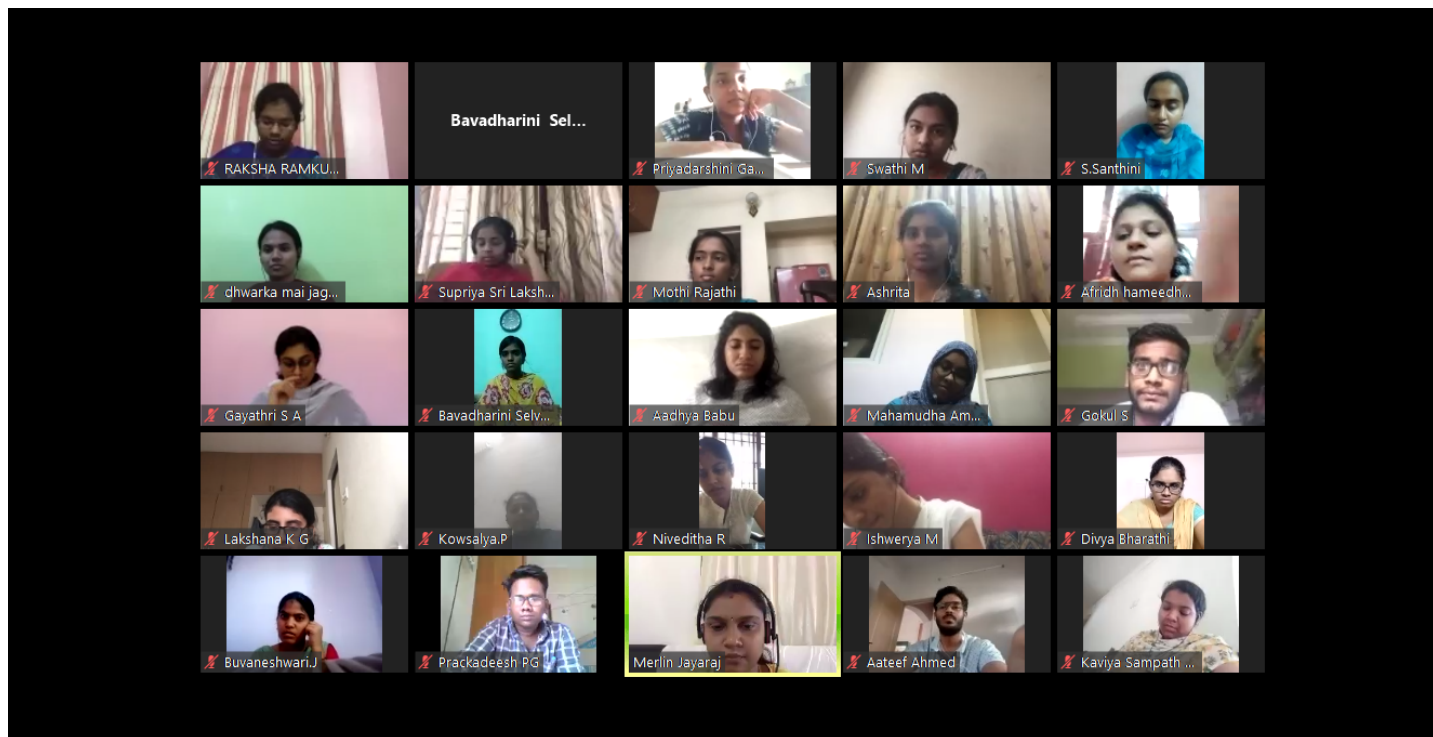 RAKSHA RAMKU...
Bavadharini Sel...
Priyadarshini Ga...
Swathi M
S.Santhini
dhwarka mai jag...
Supriya Sri Laksh...
Mothi Rajathi
Ashrita
Afridh hameedh...
Gayathri S A
Bavadharini Selv...
Aadhya Babu
Mahamudha Am...
Gokul S
Lakshana K G
Kowsalya.P
Niveditha R
Ishwerya M
Divya Bharathi
Buvaneshwari.J
Prackadeesh PG
Merlin Jayaraj
Aateef Ahmed
Kaviya Sampath ...